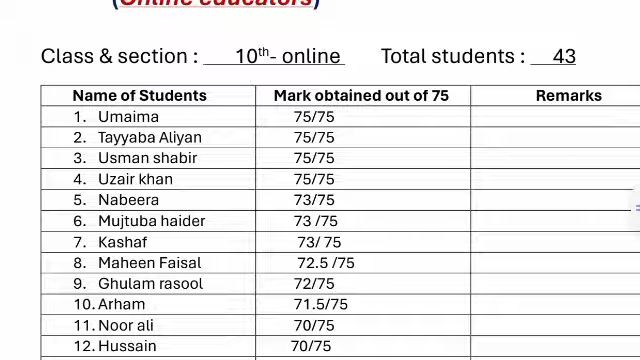 (Online educators)
Class & section : 10th- online Total students : 43
Name of Students Mark obtained out of 75 Remarks
1. Umaima 75/75
2. Tayyaba Aliyan 75/75
3. Usman shabir 75/75
4. Uzair khan 75/75
5. Nabeera 73/75
6. Mujtuba haider 73 /75
7. Kashaf 73/ 75
8. Maheen Faisal 72.5 /75
9. Ghulam rasool 72/75
10. Arham 71.5/75
11. Noor ali 70/75
12. Hussain 70/75